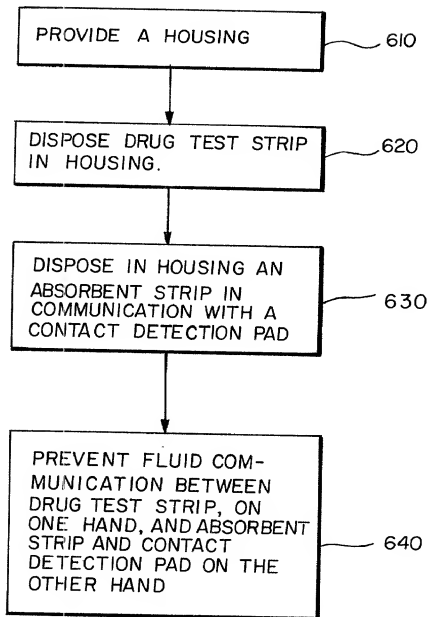 PROVIDE A HOUSING
610
DISPOSE DRUG TEST STRIP
IN HOUSING.
620
DISPOSE IN HOUSING AN
ABSORBENT STRIP IN
COMMUNICATION WITH A
CONTACT DETECTION PAD
630
PREVENT FLUID COM-
MUNICATION BETWEEN
DRUG TEST STRIP, ON
ONE HAND, AND ABSORBENT
STRIP AND CONTACT
DETECTION PAD ON THE
OTHER HAND
640